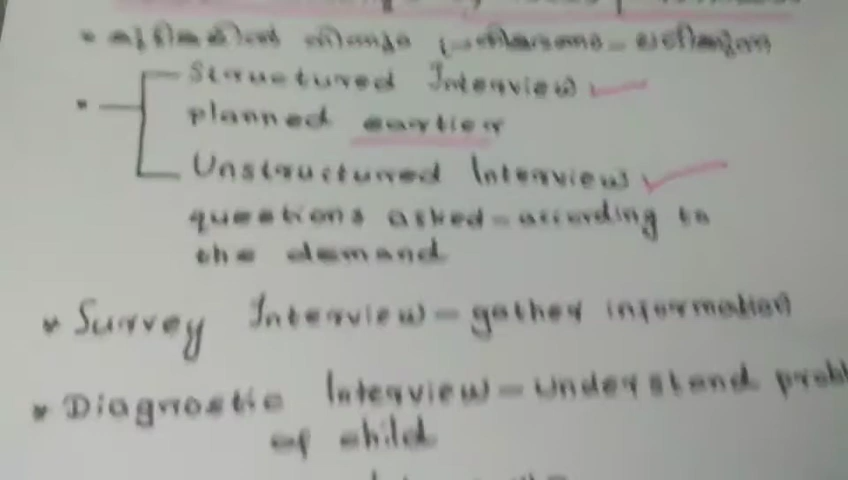 Structured Interview
planned earlier
Unstructured Interview
questions asked - according to
the demand
* Survey Interview - gather information
* Diagnostic Interview - understand
of child